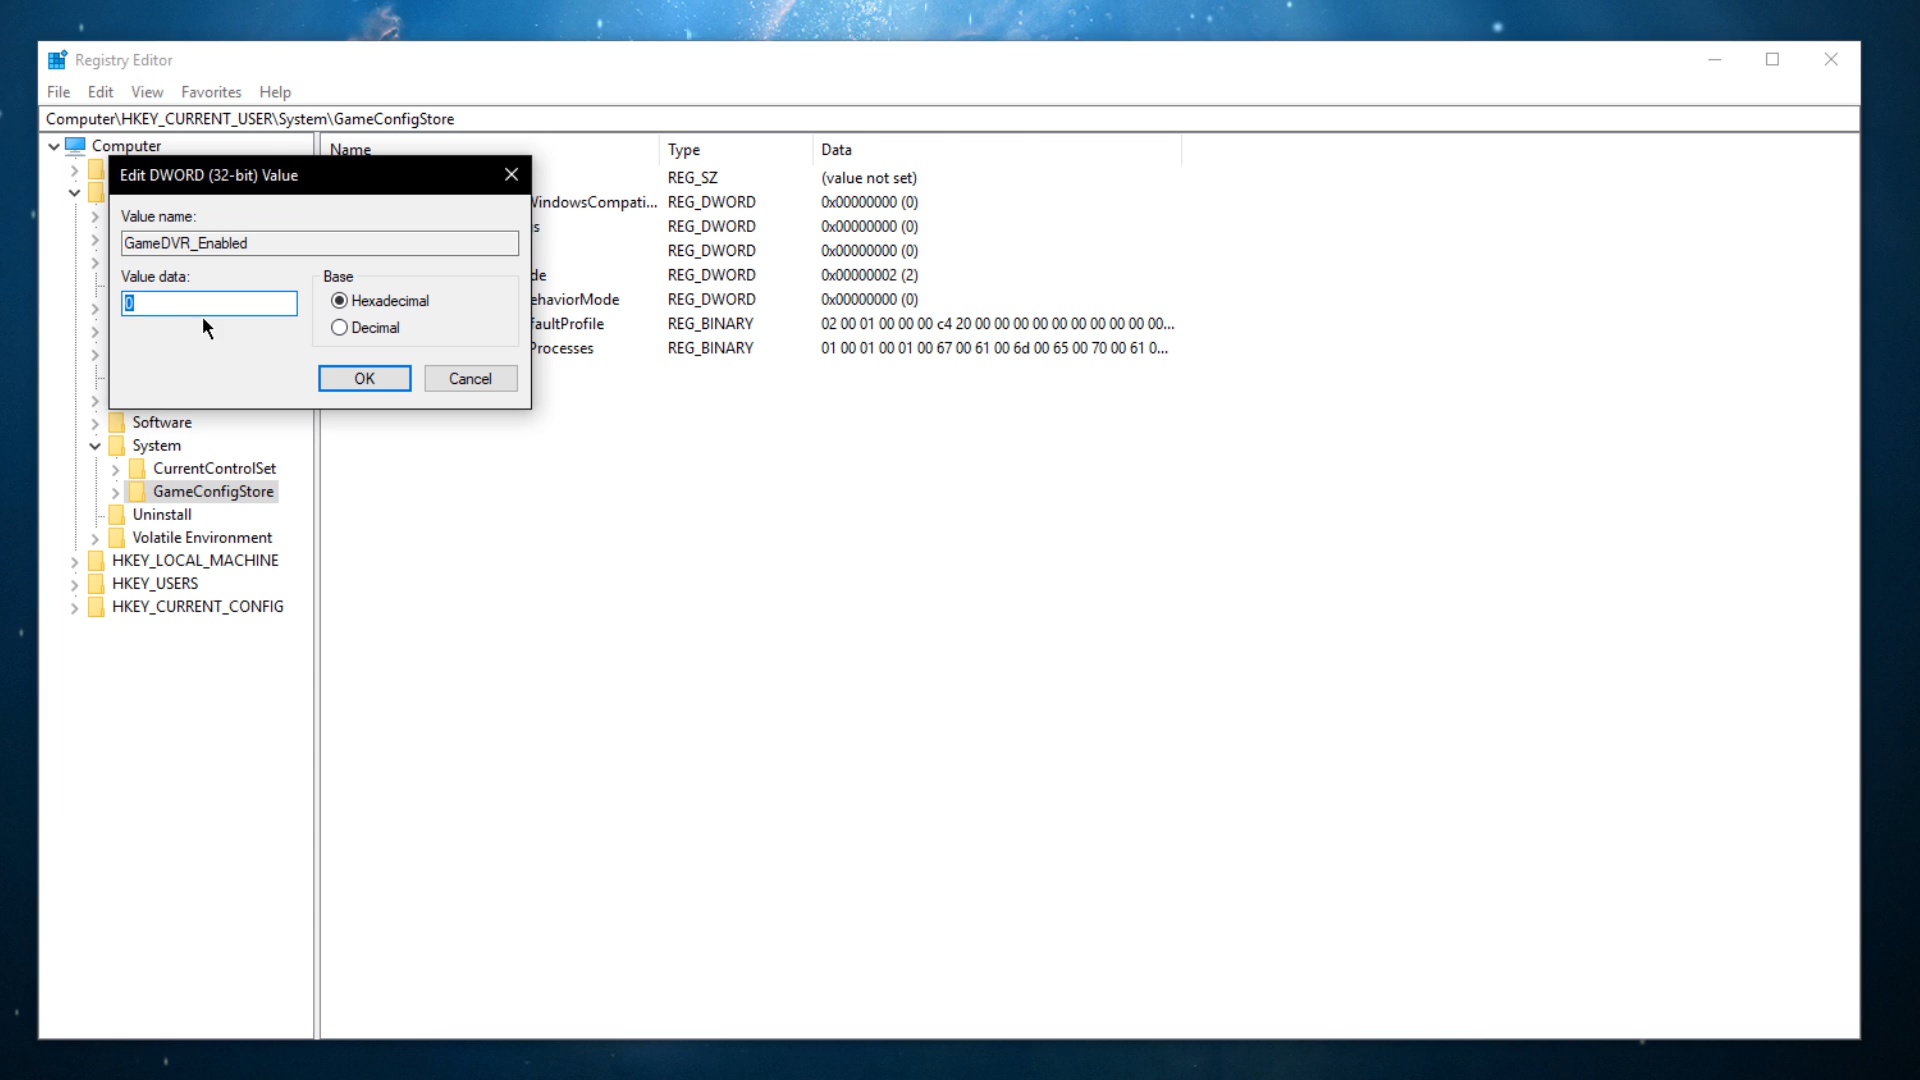 Registry Editor
File Edit View Favorites Help
Computer\HKEY_CURRENT_USER\System\GameConfigStore
Computer
Name Type Data
REG_SZ (value not set)
WindowsCompati... REG_DWORD 0x00000000 (0)
s REG_DWORD 0x00000000 (0)
REG_DWORD 0x00000000 (0)
de REG_DWORD 0x00000002 (2)
ehaviorMode REG_DWORD 0x00000000 (0)
faultProfile REG_BINARY 02 00 01 00 00 00 c4 20 00 00 00 00 00 00 00 00 00...
Processes REG_BINARY 01 00 01 00 01 00 67 00 61 00 6d 00 65 00 70 00 61 0...
Edit DWORD (32-bit) Value
Value name:
GameDVR_Enabled
Value data:
0
Base
Hexadecimal
Decimal
OK Cancel
Software
System
CurrentControlSet
GameConfigStore
Uninstall
Volatile Environment
HKEY_LOCAL_MACHINE
HKEY_USERS
HKEY_CURRENT_CONFIG